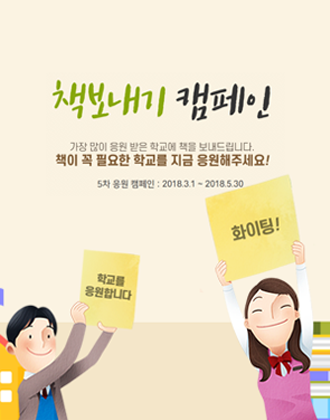 책보내기 캠페인
가장 많이 응원 받은 학교에 책을 보내드립니다.
책이 꼭 필요한 학교를 지금 응원해주세요!
5차 응원 캠페인 : 2018.3.1 ~ 2018.5.30
화이팅!
학교를
응원합니다